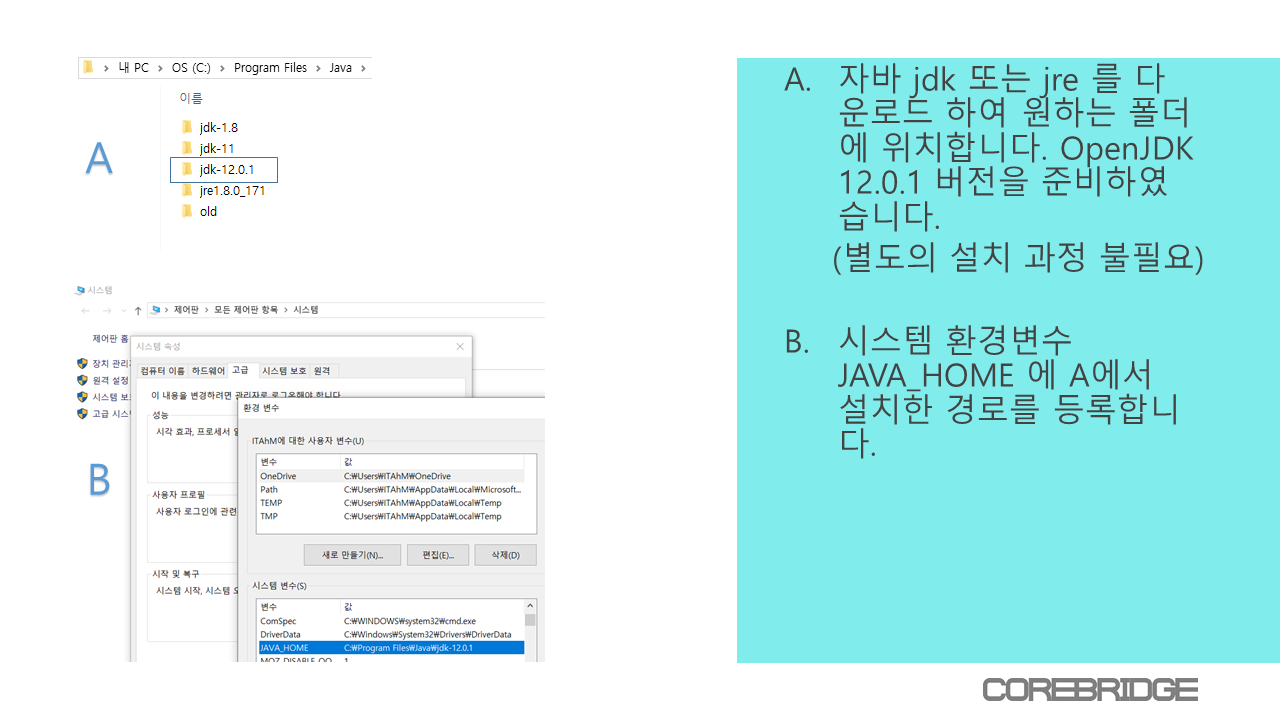 내 PC > OS (C:) > Program Files > Java >
이름
jdk-1.8
jdk-11
jdk-12.0.1
jre1.8.0_171
old
A
시스템
제어판 > 모든 제어판 항목 > 시스템
제어판 홈
장치 관리
원격 설정
시스템 보
고급 시스
시스템 속성
컴퓨터 이름 하드웨어 고급 시스템 보호 원격
이 내용을 변경하려면 관리자로 로그온해야 합니다.
성능
시각 효과, 프로세서 일
사용자 프로필
사용자 로그인에 관련
시작 및 복구
시스템 시작, 시스템 오
B
환경 변수
ITAhM에 대한 사용자 변수(U)
변수 값
OneDrive C:₩Users₩ITAhM₩OneDrive
Path C:₩Users₩ITAhM₩AppData₩Local₩Microsoft...
TEMP C:₩Users₩ITAhM₩AppData₩Local₩Temp
TMP C:₩Users₩ITAhM₩AppData₩Local₩Temp
새로 만들기(N)... 편집(E)... 삭제(D)
시스템 변수(S)
변수 값
ComSpec C:₩WINDOWS₩system32₩cmd.exe
DriverData C:₩Windows₩System32₩Drivers₩DriverData
JAVA_HOME C:₩Program Files₩Java₩jdk-12.0.1
A. 자바 jdk 또는 jre 를 다
운로드 하여 원하는 폴더
에 위치합니다. OpenJDK
12.0.1 버전을 준비하였
습니다.
(별도의 설치 과정 불필요)
B. 시스템 환경변수
JAVA_HOME 에 A에서
설치한 경로를 등록합니
다.
COREBRIDGE